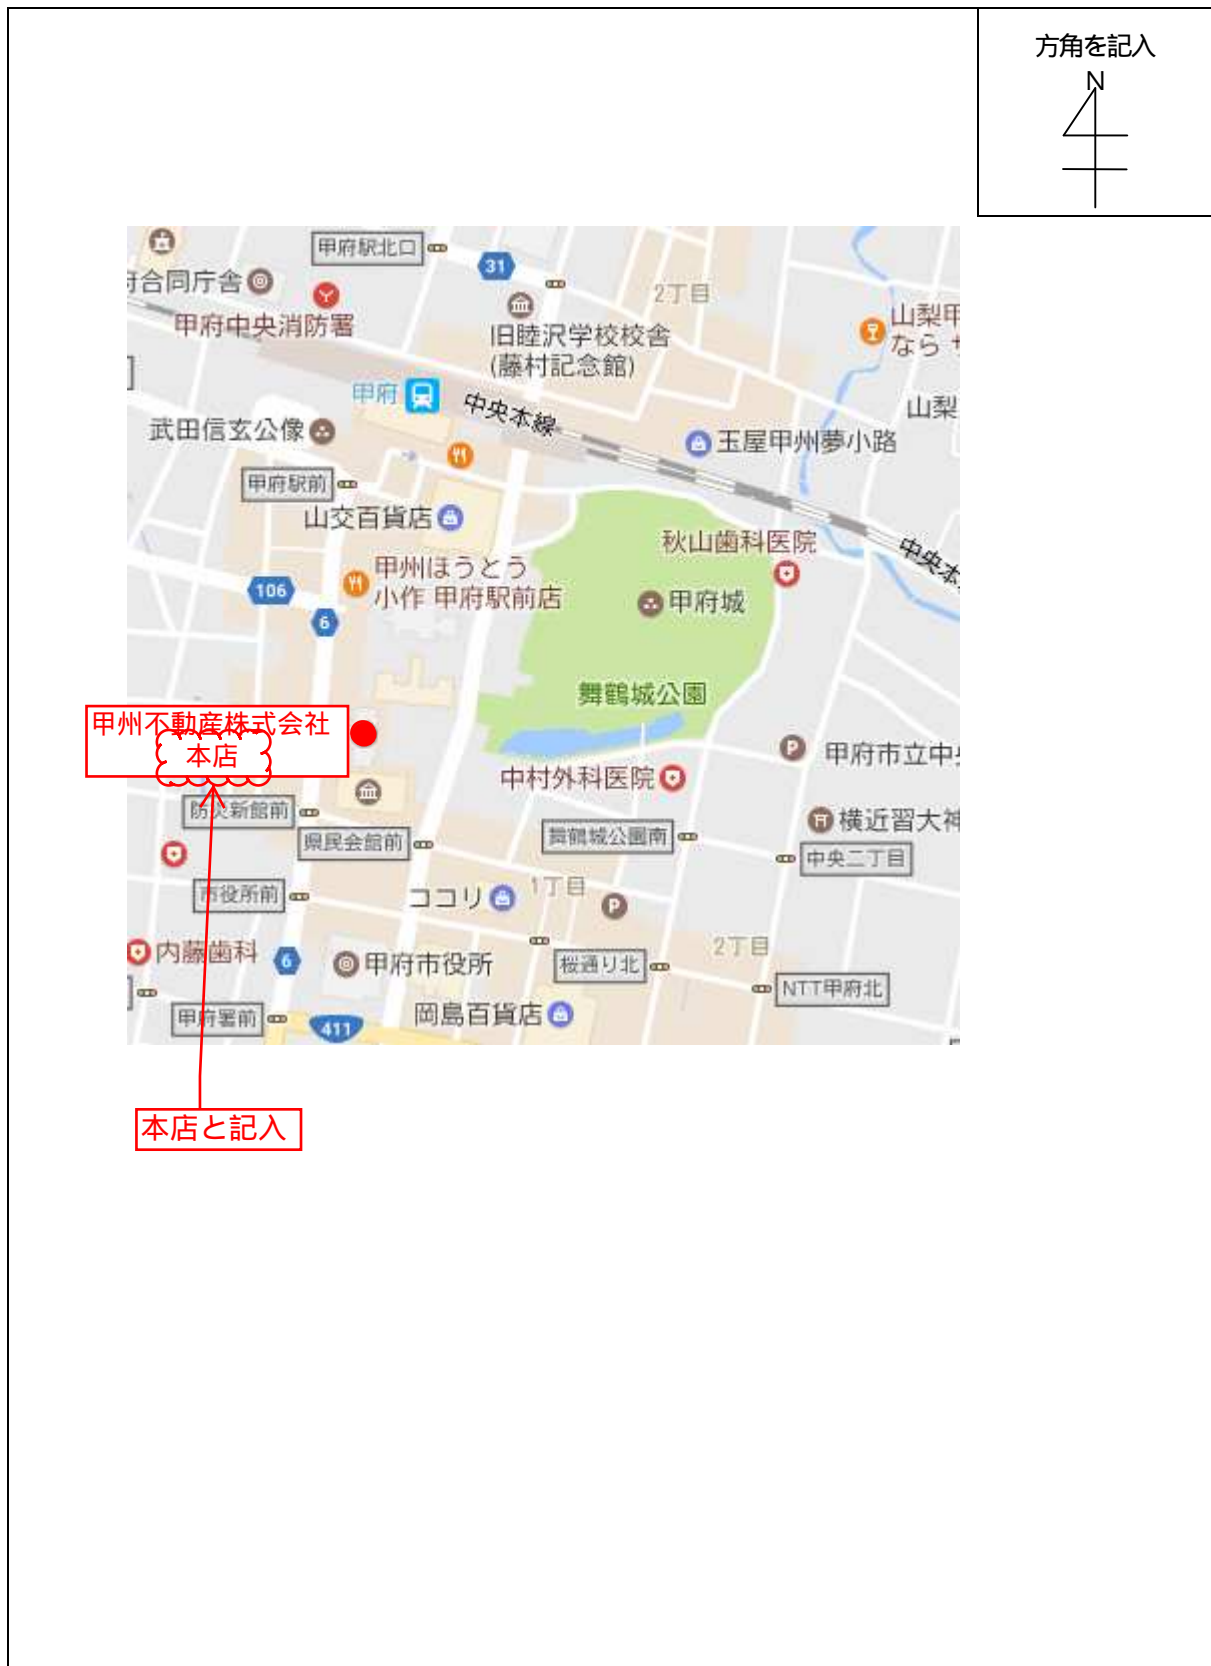 方角を記入
N
甲府駅北口
31
2丁目
府合同庁舎
甲府中央消防署
旧睦沢学校校舎
(藤村記念館)
山梨甲
なら
甲府
中央本線
山梨
武田信玄公像
玉屋甲州夢小路
甲府駅前
山交百貨店
秋山歯科医院
中央本
甲州ほうとう
小作 甲府駅前店
106
6
甲府城
舞鶴城公園
甲州不動産株式会社
本店
甲府市立中央
中村外科医院
P
防災新館前
県民会館前
舞鶴城公園南
横近習大神
中央二丁目
市役所前
ココリ
1丁目
P
内藤歯科
6
甲府市役所
桜通り北
2丁目
NTT甲府北
甲府署前
411
岡島百貨店
本店と記入